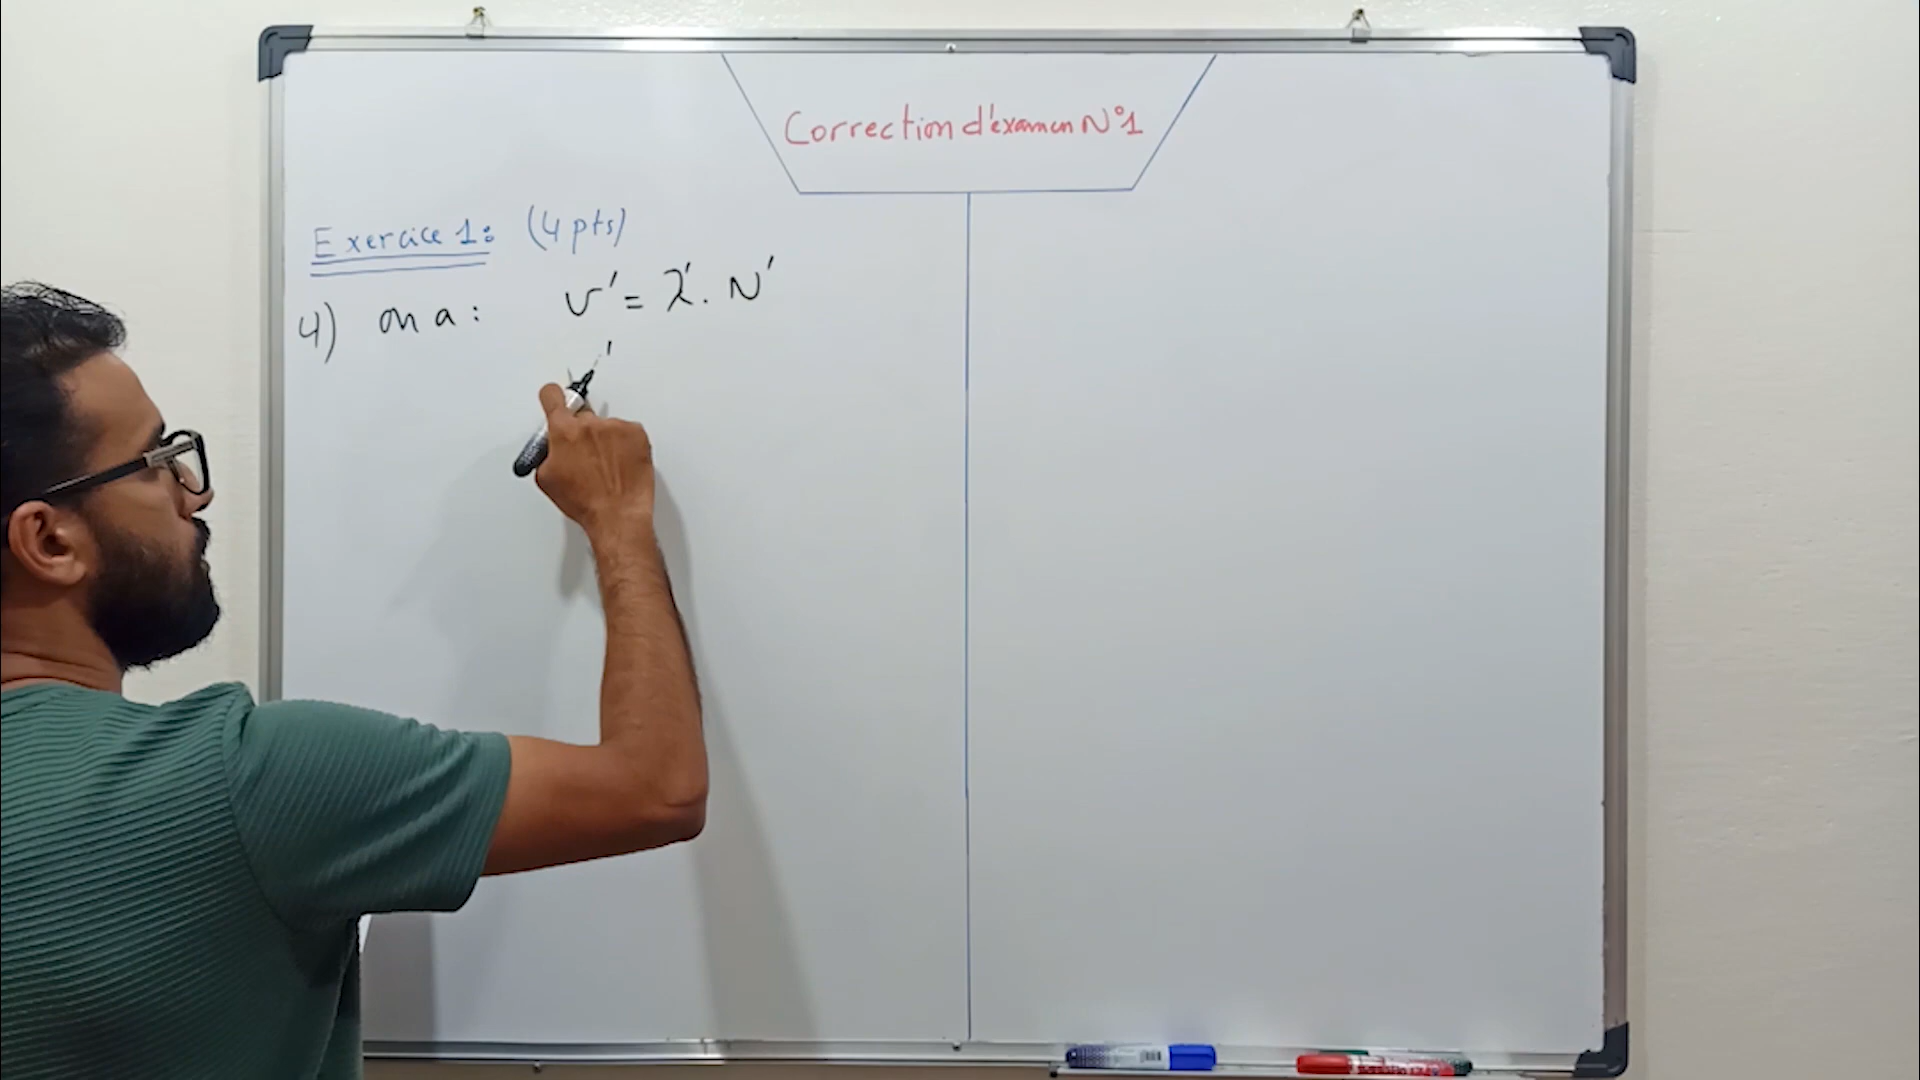 Correction d'examen N°1
Exercice 1: (4 pts)
4) on a: v' = λ'. N'